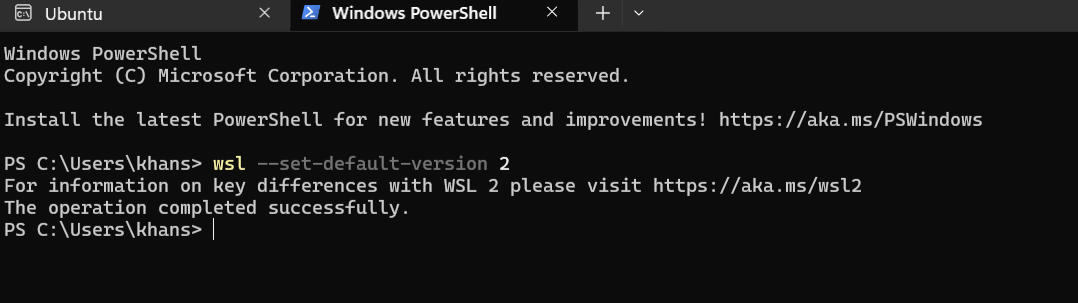 Ubuntu
Windows PowerShell
Windows PowerShell
Copyright (C) Microsoft Corporation. All rights reserved.
Install the latest PowerShell for new features and improvements! https://aka.ms/PSWindows
PS C:\Users\khans> wsl --set-default-version 2
For information on key differences with WSL 2 please visit https://aka.ms/wsl2
The operation completed successfully.
PS C:\Users\khans>